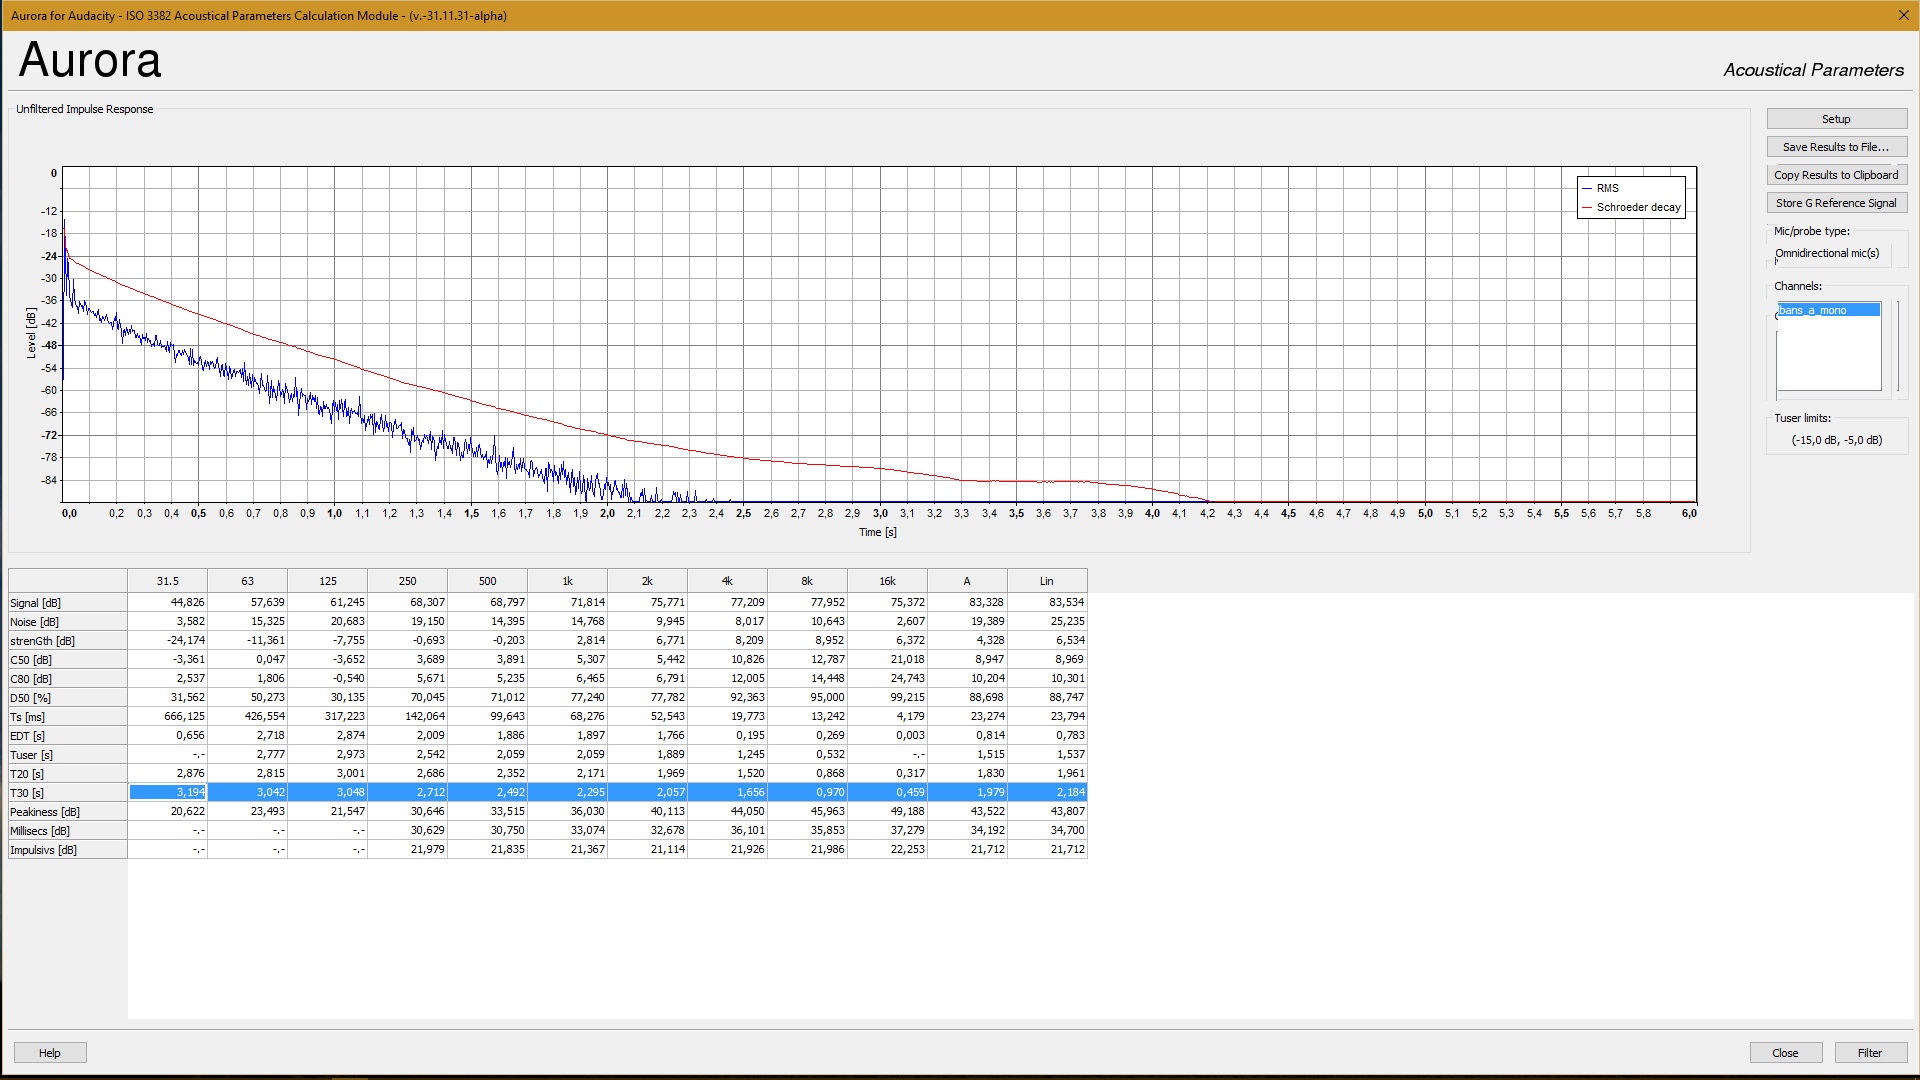 Aurora for Audacity - ISO 3382 Acoustical Parameters Calculation Module - (v.-31.11.31-alpha)
Aurora
Acoustical Parameters
Unfiltered Impulse Response
0
-12
-18
-24
-30
-36
-42
-48
-54
-60
-66
-72
-78
-84
Level [dB]
RMS
Schroeder decay
0,0 0,2 0,3 0,4 0,5 0,6 0,7 0,8 0,9 1,0 1,1 1,2 1,3 1,4 1,5 1,6 1,7 1,8 1,9 2,0 2,1 2,2 2,3 2,4 2,5 2,6 2,7 2,8 2,9 3,0 3,1 3,2 3,3 3,4 3,5 3,6 3,7 3,8 3,9 4,0 4,1 4,2 4,3 4,4 4,5 4,6 4,7 4,8 4,9 5,0 5,1 5,2 5,3 5,4 5,5 5,6 5,7 5,8 6,0
Time [s]
Setup
Save Results to File...
Copy Results to Clipboard
Store G Reference Signal
Mic/probe type:
Omnidirectional mic(s)
Channels:
bans_a_mono
Tuser limits:
(-15,0 dB, -5,0 dB)
31.5 63 125 250 500 1k 2k 4k 8k 16k A Lin
Signal [dB] 44,826 57,639 61,245 68,307 68,797 71,814 75,771 77,209 77,952 75,372 83,328 83,534
Noise [dB] 3,582 15,325 20,683 19,150 14,395 14,768 9,945 8,017 10,643 2,607 19,389 25,235
strenGth [dB] -24,174 -11,361 -7,755 -0,693 -0,203 2,814 6,771 8,209 8,952 6,372 4,328 6,534
C50 [dB] -3,361 0,047 -3,652 3,689 3,891 5,307 5,442 10,826 12,787 21,018 8,947 8,969
C80 [dB] 2,537 1,806 -0,540 5,671 5,235 6,465 6,791 12,005 14,448 24,743 10,204 10,301
D50 [%] 31,562 50,273 30,135 70,045 71,012 77,240 77,782 92,363 95,000 99,215 88,698 88,747
Ts [ms] 666,125 426,554 317,223 142,064 99,643 68,276 52,543 19,773 13,242 4,179 23,274 23,794
EDT [s] 0,656 2,718 2,874 2,009 1,886 1,897 1,766 0,195 0,269 0,003 0,814 0,783
Tuser [s] -.- 2,777 2,973 2,542 2,059 2,059 1,889 1,245 0,532 -.- 1,515 1,537
T20 [s] 2,876 2,815 3,001 2,686 2,352 2,171 1,969 1,520 0,868 0,317 1,830 1,961
T30 [s] 3,194 3,042 3,048 2,712 2,492 2,295 2,057 1,656 0,970 0,459 1,979 2,184
Peakiness [dB] 20,622 23,493 21,547 30,646 33,515 36,030 40,113 44,050 45,963 49,188 43,522 43,807
Millisecs [dB] -.- -.- -.- 30,629 30,750 33,074 32,678 36,101 35,853 37,279 34,192 34,700
Impulsivs [dB] -.- -.- -.- 21,979 21,835 21,367 21,114 21,926 21,986 22,253 21,712 21,712
Help
Close
Filter